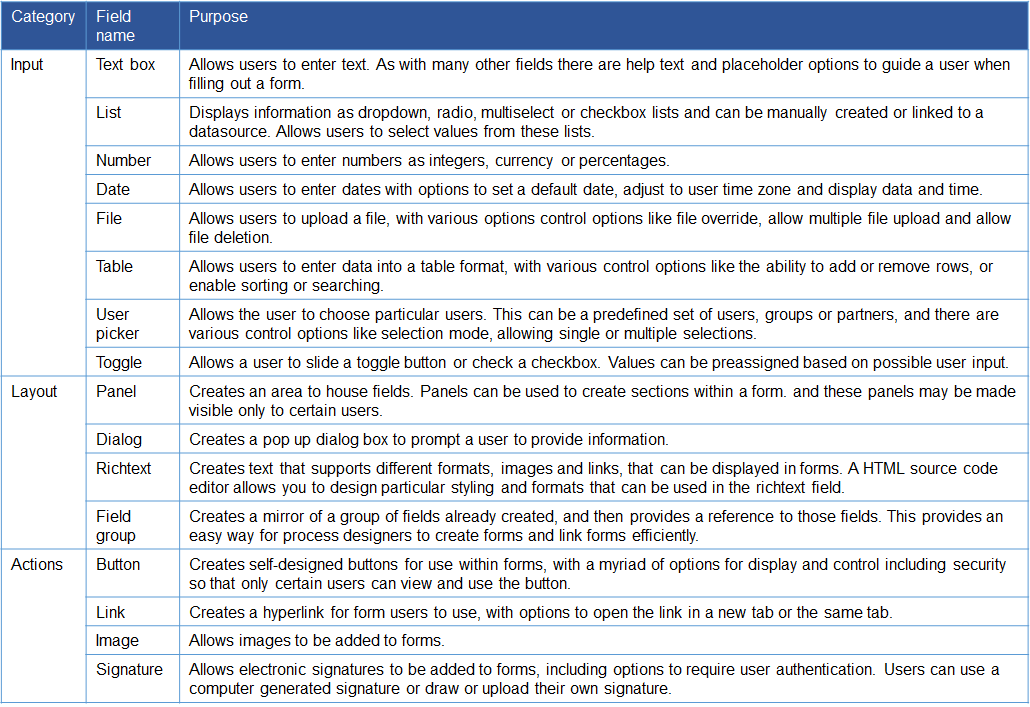 Category Field name Purpose
Input Text box Allows users to enter text. As with many other fields there are help text and placeholder options to guide a user when
filling out a form.
List Displays information as dropdown, radio, multiselect or checkbox lists and can be manually created or linked to a
datasource. Allows users to select values from these lists.
Number Allows users to enter numbers as integers, currency or percentages.
Date Allows users to enter dates with options to set a default date, adjust to user time zone and display data and time.
File Allows users to upload a file, with various options control options like file override, allow multiple file upload and allow
file deletion.
Table Allows users to enter data into a table format, with various control options like the ability to add or remove rows, or
enable sorting or searching.
User picker Allows the user to choose particular users. This can be a predefined set of users, groups or partners, and there are
various control options like selection mode, allowing single or multiple selections.
Toggle Allows a user to slide a toggle button or check a checkbox. Values can be preassigned based on possible user input.
Layout Panel Creates an area to house fields. Panels can be used to create sections within a form. and these panels may be made
visible only to certain users.
Dialog Creates a pop up dialog box to prompt a user to provide information.
Richtext Creates text that supports different formats, images and links, that can be displayed in forms. A HTML source code
editor allows you to design particular styling and formats that can be used in the richtext field.
Field group Creates a mirror of a group of fields already created, and then provides a reference to those fields. This provides an
easy way for process designers to create forms and link forms efficiently.
Actions Button Creates self-designed buttons for use within forms, with a myriad of options for display and control including security
so that only certain users can view and use the button.
Link Creates a hyperlink for form users to use, with options to open the link in a new tab or the same tab.
Image Allows images to be added to forms.
Signature Allows electronic signatures to be added to forms, including options to require user authentication. Users can use a
computer generated signature or draw or upload their own signature.